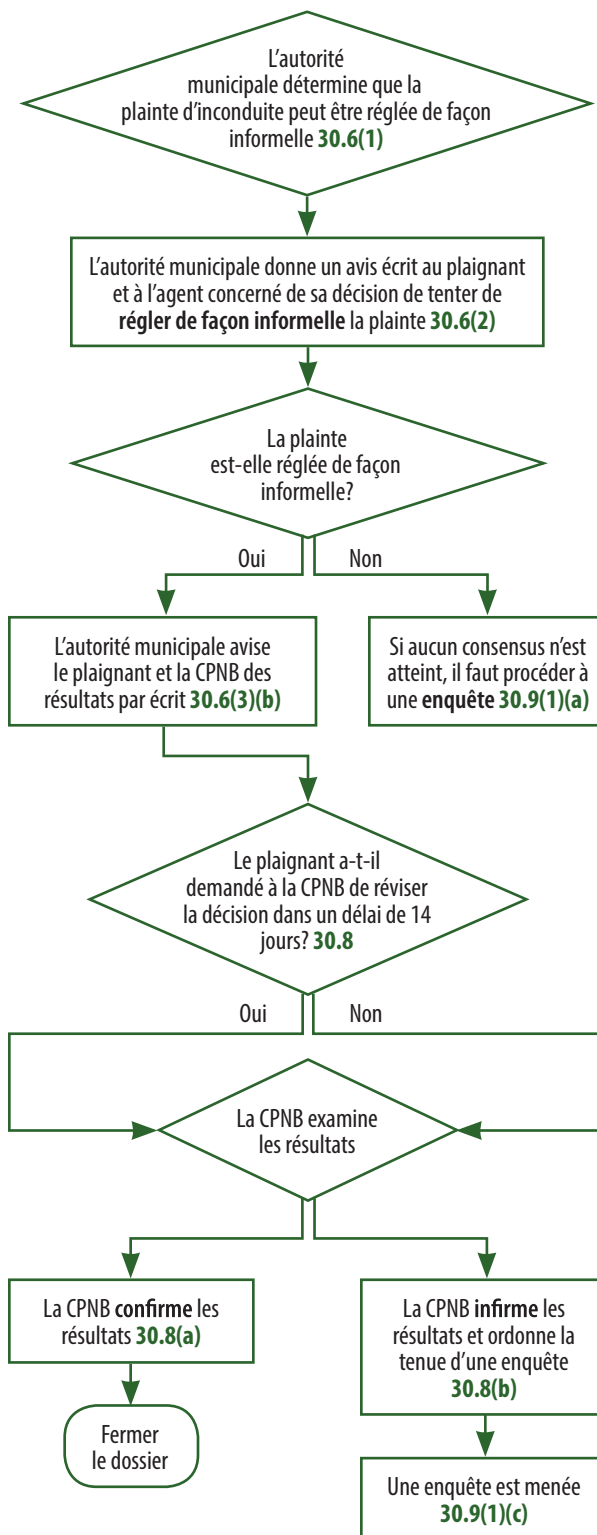 L'autorité
municipale détermine que la
plainte d'inconduite peut être réglée de façon
informelle 30.6(1)
L'autorité municipale donne un avis écrit au plaignant
et à l'agent concerné de sa décision de tenter de
régler de façon informelle la plainte 30.6(2)
La plainte
est-elle réglée de façon
informelle?
Oui
Non
L'autorité municipale avise
le plaignant et la CPNB des
résultats par écrit 30.6(3)(b)
Si aucun consensus n'est
atteint, il faut procéder à
une enquête 30.9(1)(a)
Le plaignant a-t-il
demandé à la CPNB de réviser
la décision dans un délai de 14
jours? 30.8
Oui
Non
La CPNB examine
les résultats
La CPNB confirme les
résultats 30.8(a)
La CPNB infirme les
résultats et ordonne la
tenue d'une enquête
30.8(b)
Fermer
le dossier
Une enquête est menée
30.9(1)(c)